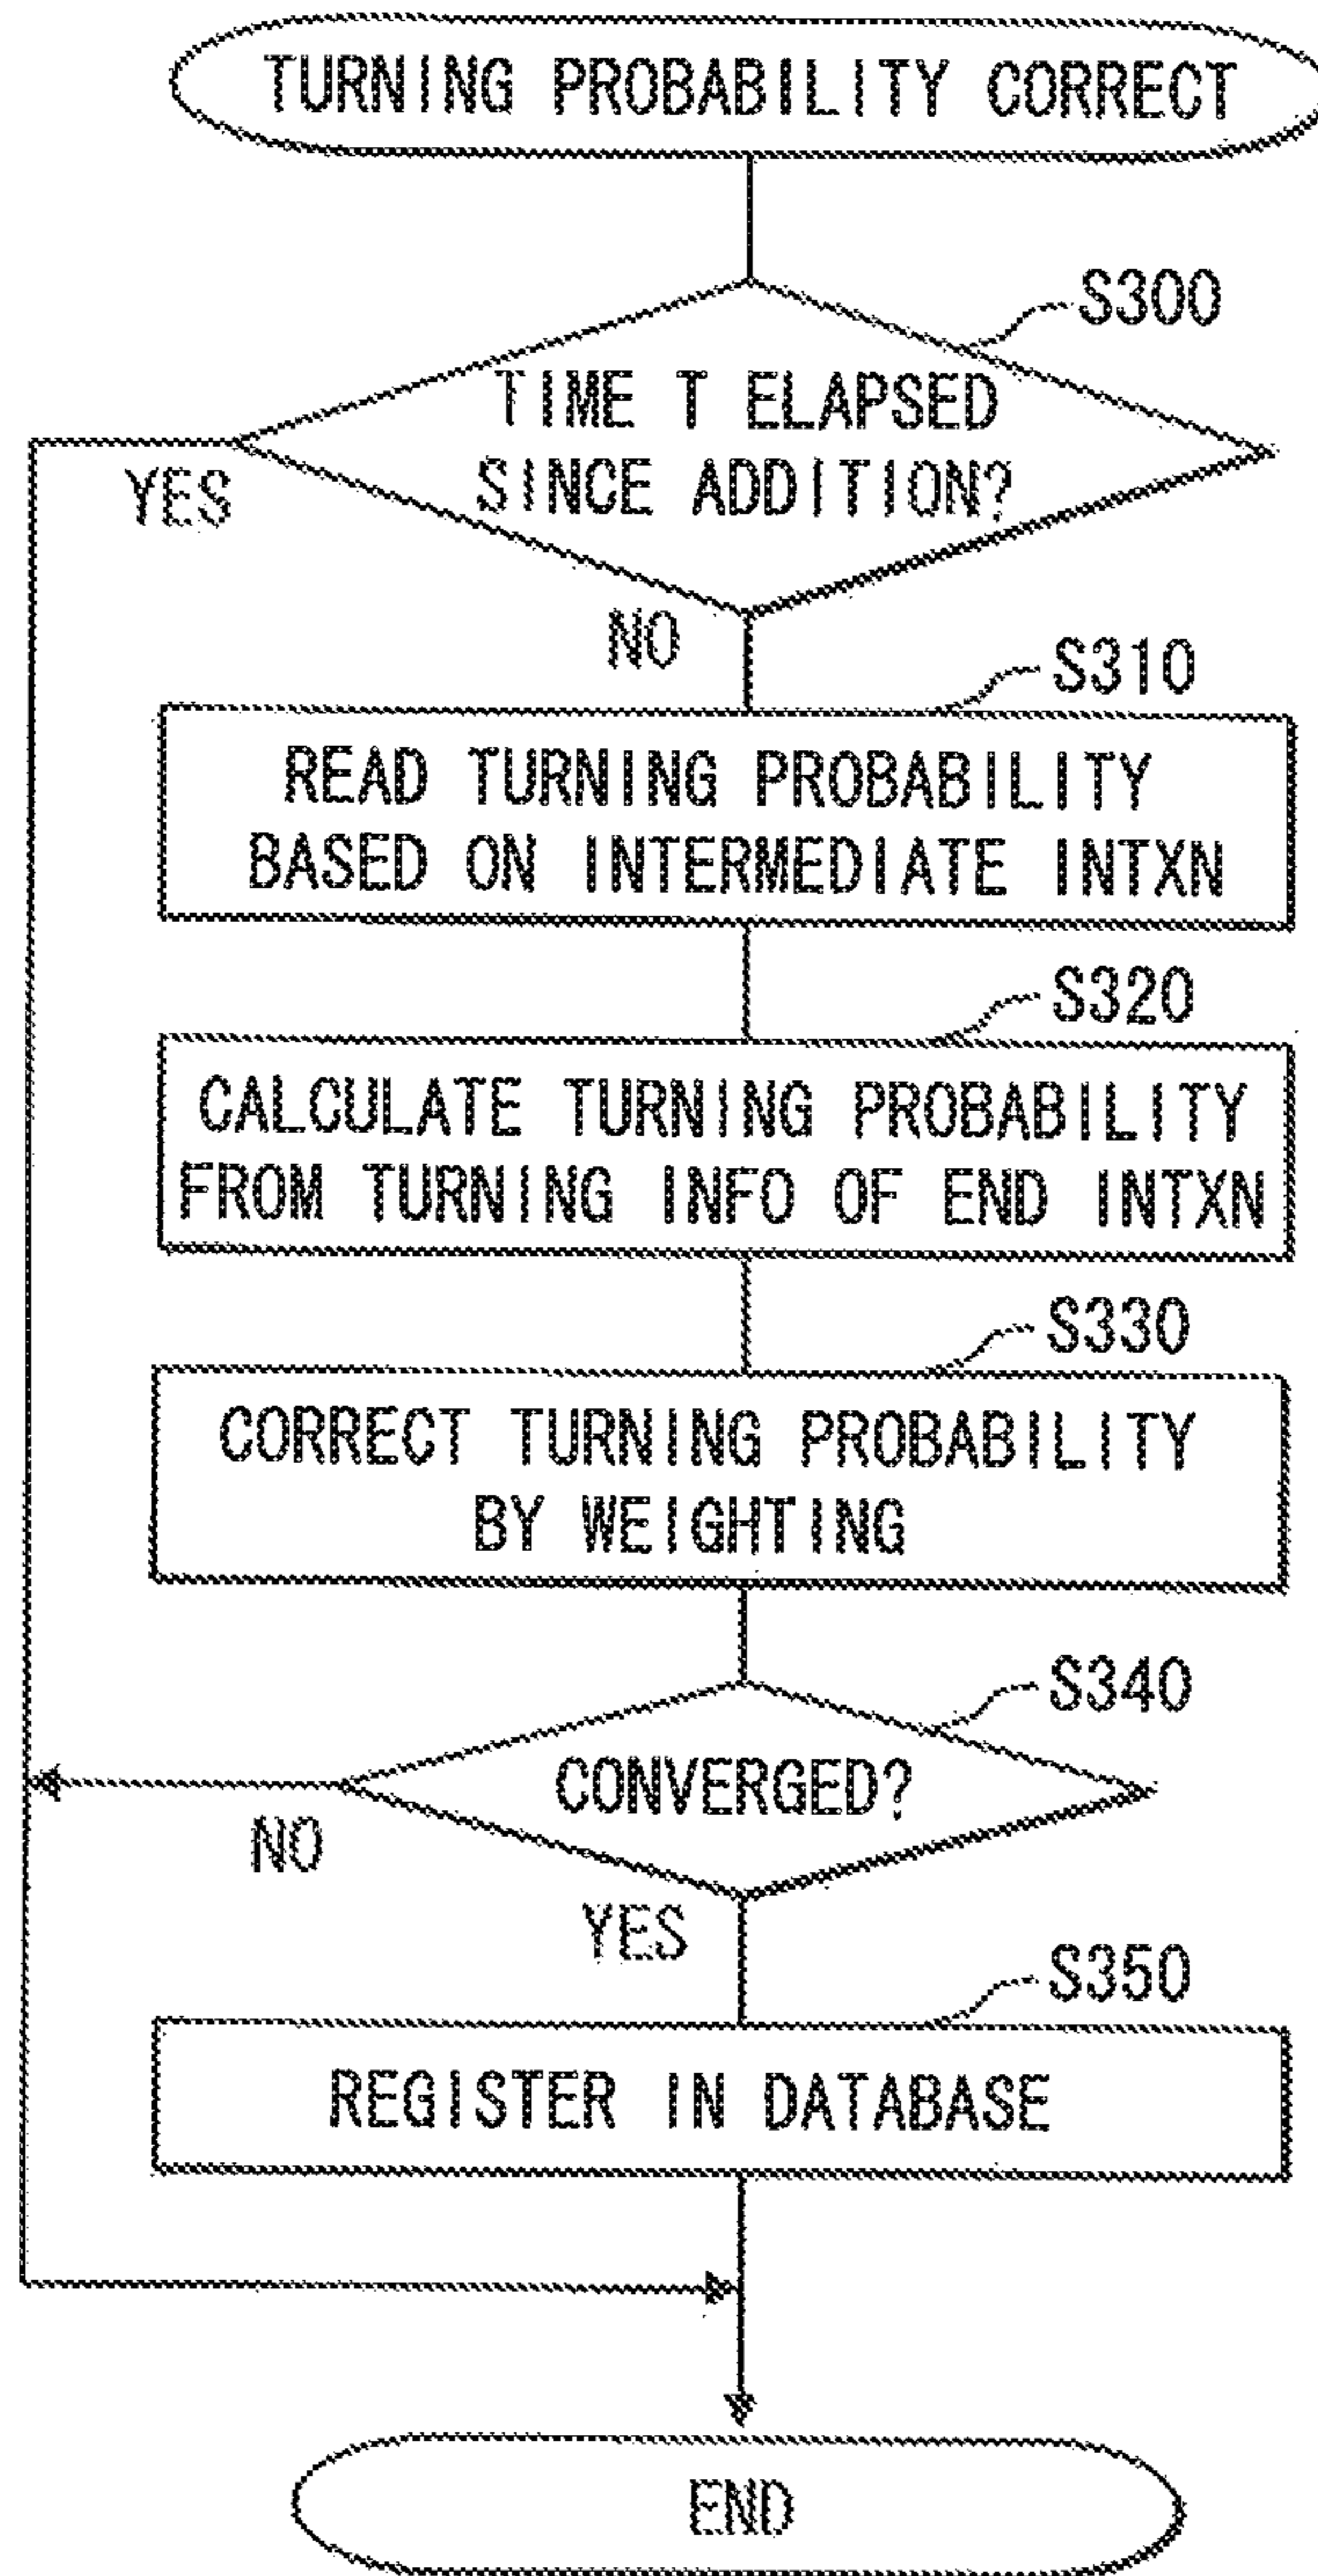 TURNING PROBABILITY CORRECT
S300
TIME T ELAPSED
SINCE ADDITION?
YES
NO
S310
READ TURNING PROBABILITY
BASED ON INTERMEDIATE INTXN
S320
CALCULATE TURNING PROBABILITY
FROM TURNING INFO OF END INTXN
S330
CORRECT TURNING PROBABILITY
BY WEIGHTING
S340
CONVERGED?
NO
YES
S350
REGISTER IN DATABASE
END